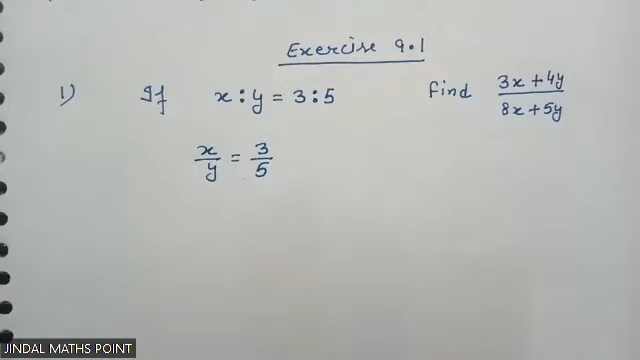 Exercise 9.1
1) If x:y = 3:5 find 3x+4y/8x+5y
x/y = 3/5
JINDAL MATHS POINT